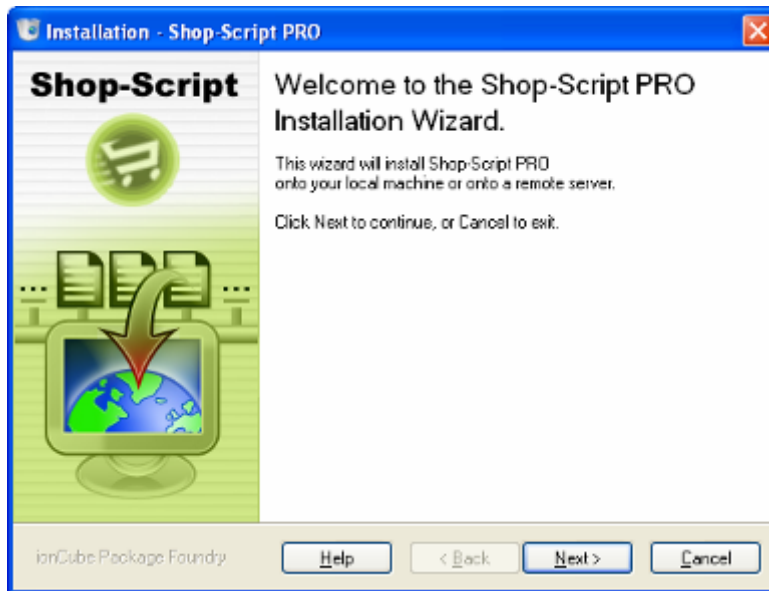 Installation - Shop-Script PRO
Shop-Script
Welcome to the Shop-Script PRO
Installation Wizard.
This wizard will install Shop-Script PRO
onto your local machine or onto a remote server.
Click Next to continue, or Cancel to exit.
ionCube Package Foundry
Help
< Back
Next >
Cancel